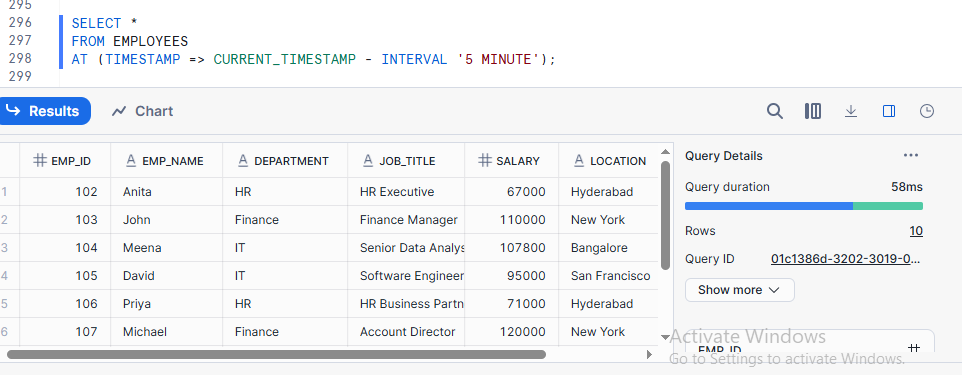 295
296 SELECT *
297 FROM EMPLOYEES
298 AT (TIMESTAMP => CURRENT_TIMESTAMP - INTERVAL '5 MINUTE');
299
Results Chart
# EMP_ID A EMP_NAME A DEPARTMENT A JOB_TITLE # SALARY A LOCATION
1 102 Anita HR HR Executive 67000 Hyderabad
2 103 John Finance Finance Manager 110000 New York
3 104 Meena IT Senior Data Analys 107800 Bangalore
4 105 David IT Software Engineer 95000 San Francisco
5 106 Priya HR HR Business Partn 71000 Hyderabad
6 107 Michael Finance Account Director 120000 New York
Query Details
Query duration 58ms
Rows 10
Query ID 01c1386d-3202-3019-0...
Show more
EMP_ID #
Activate Windows
Go to Settings to activate Windows.